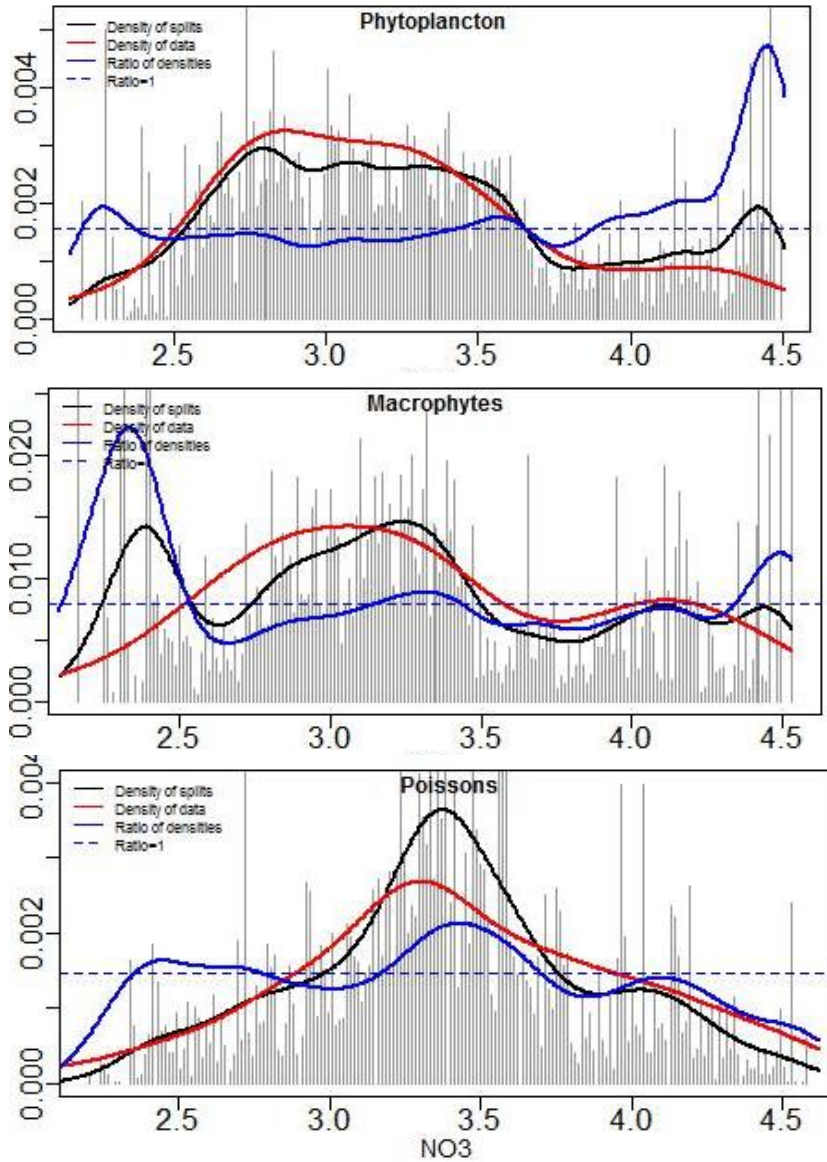 Phytoplancton
Density of splits
Density of data
Ratio of densities
Ratio=1
0.000
0.002
0.004
2.5
3.0
3.5
4.0
4.5
Macrophytes
Density of splits
Density of data
Ratio of densities
Ratio=
0.000
0.010
0.020
2.5
3.0
3.5
4.0
4.5
Poissons
Density of splits
Density of data
Ratio of densities
Ratio=1
0.000
0.002
0.004
2.5
3.0
3.5
4.0
4.5
NO3